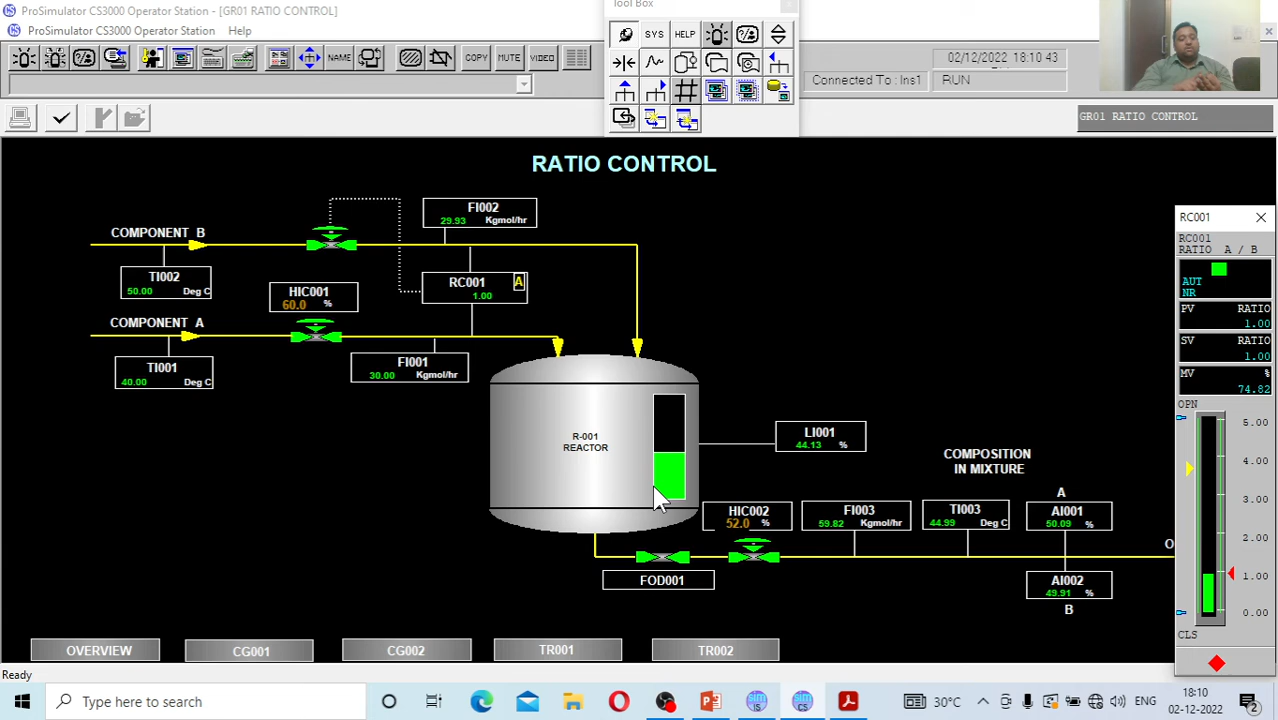 ProSimulator CS3000 Operator Station - [GR01 RATIO CONTROL]
Tool Box
ProSimulator CS3000 Operator Station Help
SYS HELP
NAME COPY MUTE VIDEO
02/12/2022 18:10:43
Connected To : Ins1 RUN
GR01 RATIO CONTROL
RATIO CONTROL
FI002
29.93 Kgmol/hr
COMPONENT B
TI002
50.00 Deg C
HIC001
60.0 %
RC001 A
1.00
COMPONENT A
TI001
40.00 Deg C
FI001
30.00 Kgmol/hr
R-001
REACTOR
LI001
44.13 %
COMPOSITION
IN MIXTURE
A
HIC002
52.0 %
FI003
59.82 Kgmol/hr
TI003
44.99 Deg C
AI001
50.09 %
O
FOD001
AI002
49.91 %
B
RC001
RC001
RATIO A / B
AUT
NR
PV RATIO
1.00
SV RATIO
1.00
MV %
74.82
OPN
5.00
4.00
3.00
2.00
1.00
0.00
CLS
OVERVIEW CG001 CG002 TR001 TR002
Ready
Type here to search
30°C ENG 18:10
02-12-2022
2